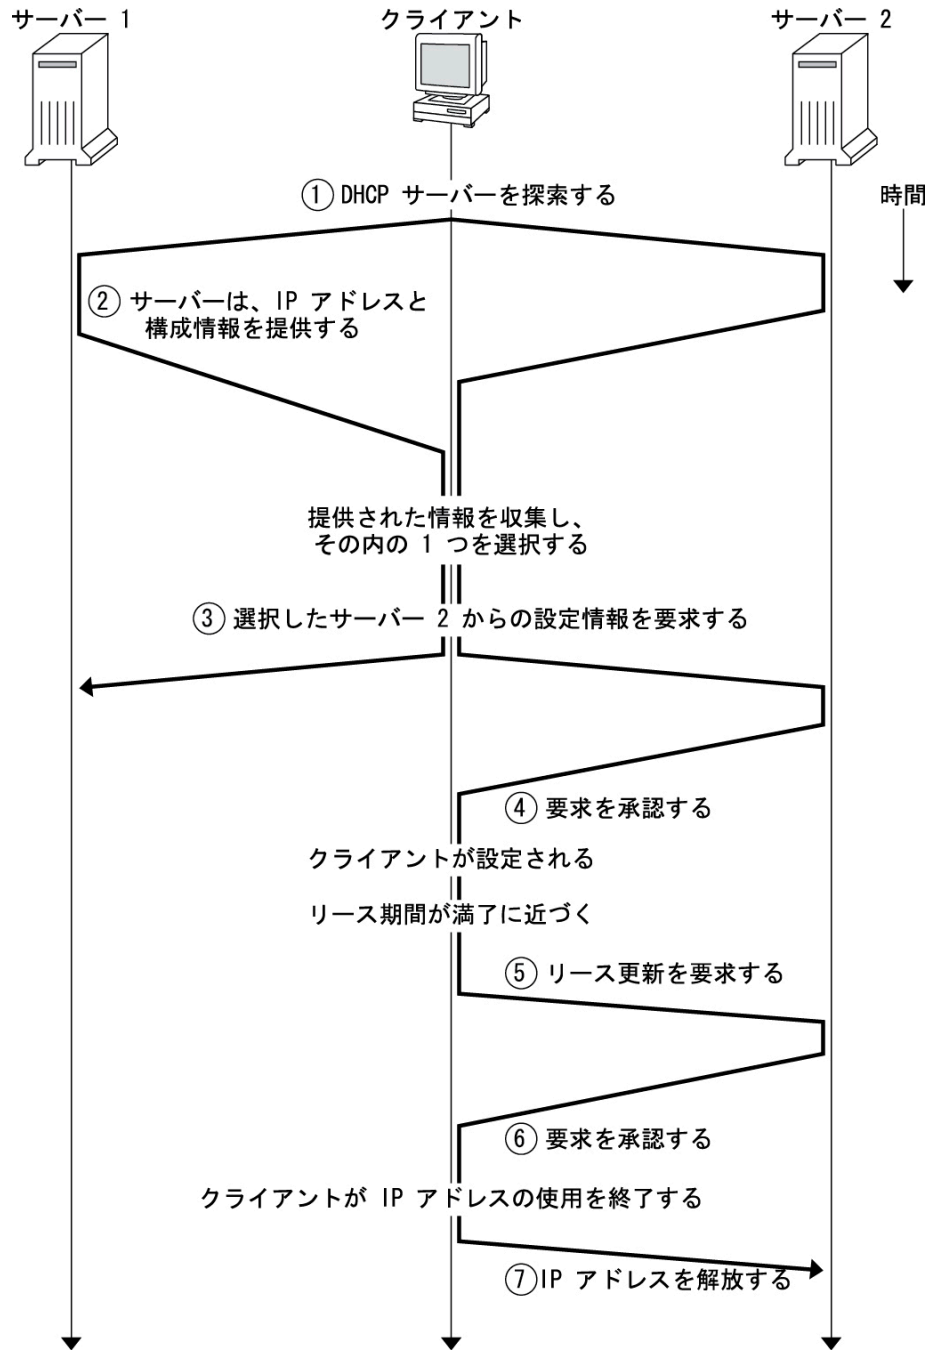 サーバー 1
クライアント
サーバー 2
① DHCP サーバーを探索する
時間
② サーバーは、IP アドレスと
構成情報を提供する
提供された情報を収集し、
その内の 1 つを選択する
③ 選択したサーバー 2 からの設定情報を要求する
④ 要求を承認する
クライアントが設定される
リース期間が満了に近づく
⑤ リース更新を要求する
⑥ 要求を承認する
クライアントが IP アドレスの使用を終了する
⑦ IP アドレスを解放する